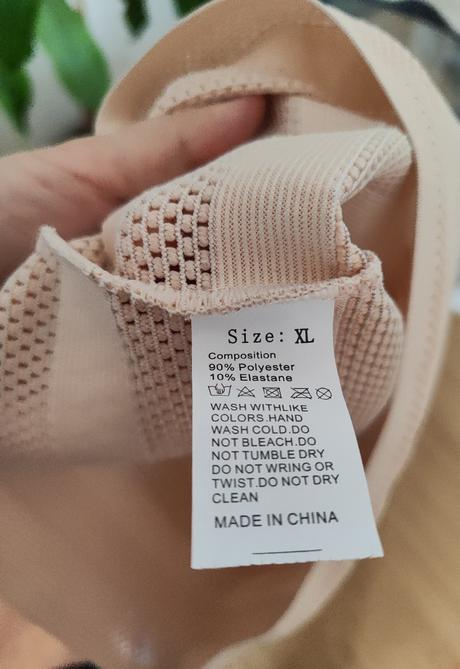 Size: XL
Composition
90% Polyester
10% Elastane
WASH WITHLIKE
COLORS.HAND
WASH COLD.DO
NOT BLEACH.DO
NOT TUMBLE DRY
DO NOT WRING OR
TWIST.DO NOT DRY
CLEAN
MADE IN CHINA